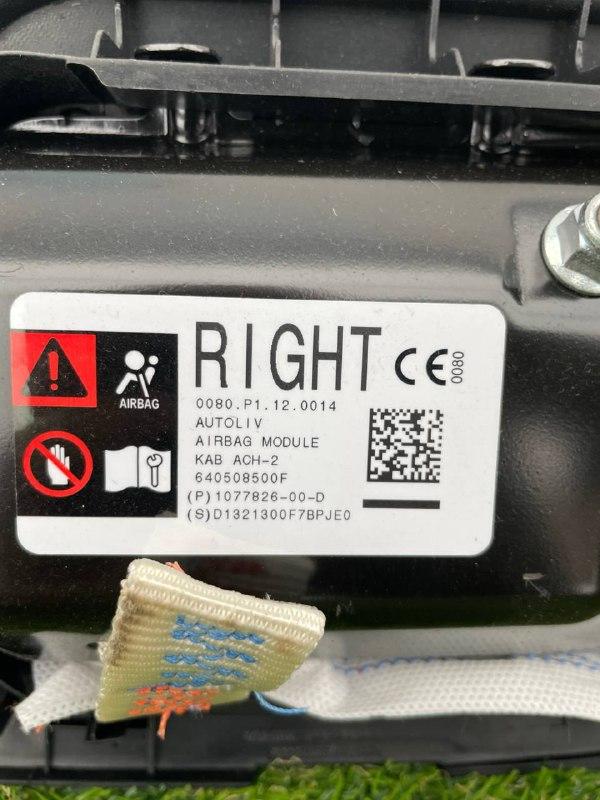 RIGHT CE 0080
AIRBAG
0080.P1.12.0014
AUTOLIV
AIRBAG MODULE
KAB ACH-2
640508500F
(P)1077826-00-D
(S)D1321300F7BPJE0